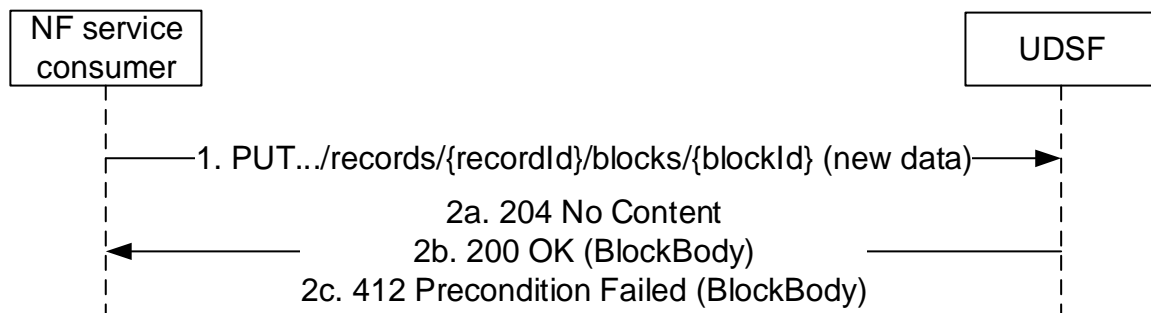 NF service
consumer
UDSF
1. PUT.../records/{recordId}/blocks/{blockId} (new data)
2a. 204 No Content
2b. 200 OK (BlockBody)
2c. 412 Precondition Failed (BlockBody)